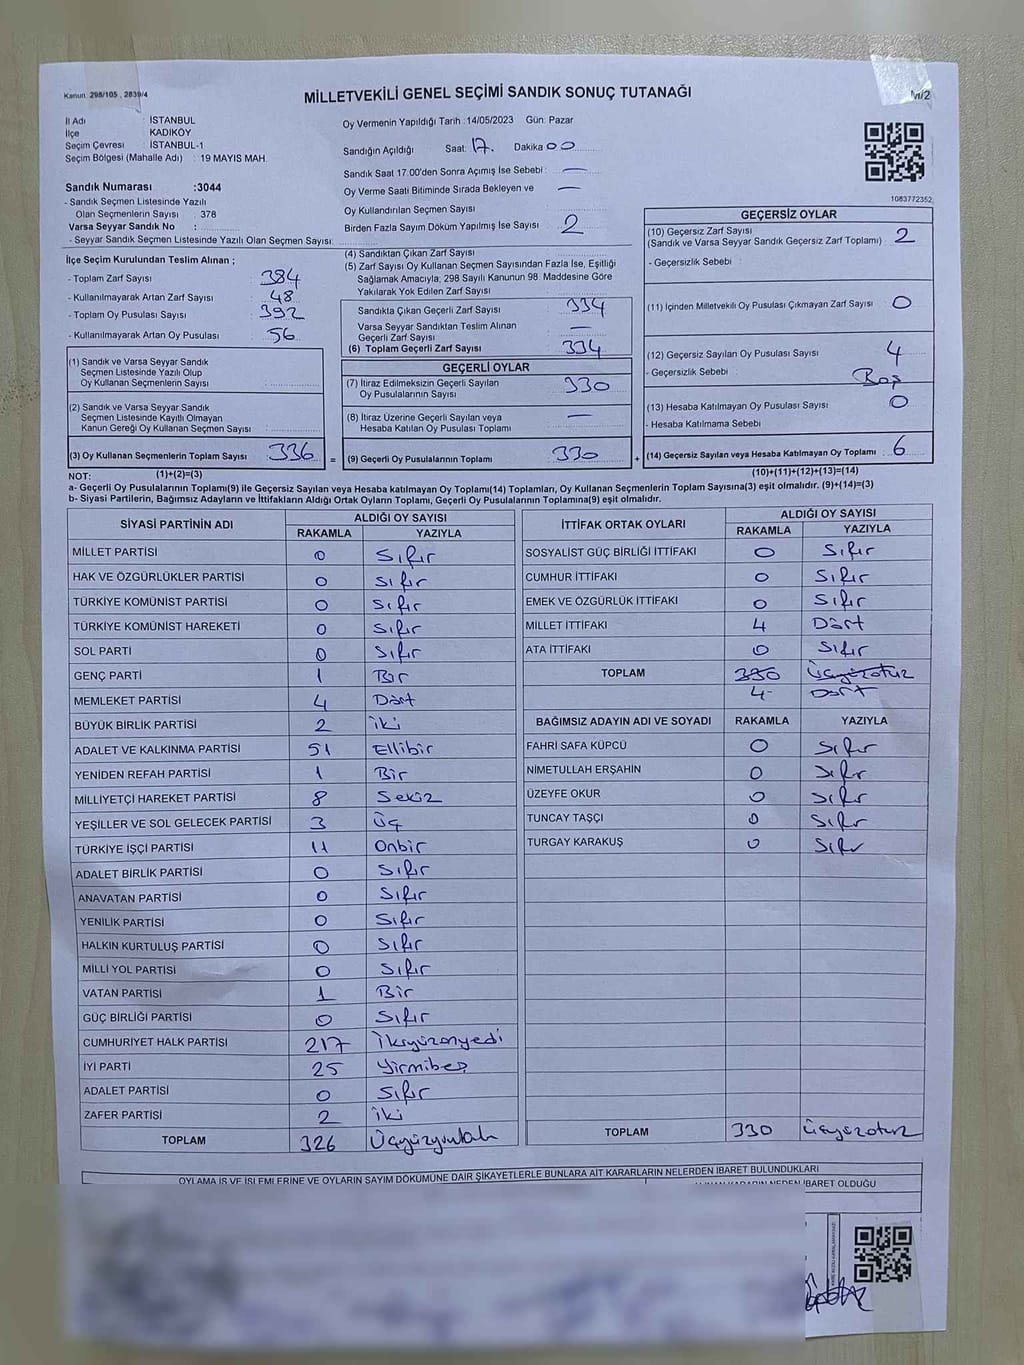 Kanun: 298/105 , 2839/4
MİLLETVEKİLİ GENEL SEÇİMİ SANDIK SONUÇ TUTANAĞI
M/2
İl Adı : İSTANBUL
İlçe : KADIKÖY
Seçim Çevresi : İSTANBUL-1
Seçim Bölgesi (Mahalle Adı) : 19 MAYIS MAH.
Sandık Numarası :3044
- Sandık Seçmen Listesinde Yazılı
Olan Seçmenlerin Sayısı : 378
Varsa Seyyar Sandık No :
- Seyyar Sandık Seçmen Listesinde Yazılı Olan Seçmen Sayısı:
Oy Vermenin Yapıldığı Tarih :14/05/2023 Gün: Pazar
Sandığın Açıldığı Saat: 17. Dakika 00
Sandık Saat 17.00'den Sonra Açımış İse Sebebi : —
Oy Verme Saati Bitiminde Sırada Bekleyen ve —
Oy Kullandırılan Seçmen Sayısı
Birden Fazla Sayım Döküm Yapılmış İse Sayısı : 2
1083772352
İlçe Seçim Kurulundan Teslim Alınan ;
- Toplam Zarf Sayısı : 384
- Kullanılmayarak Artan Zarf Sayısı : 48
- Toplam Oy Pusulası Sayısı : 392
- Kullanılmayarak Artan Oy Pusulası : 56
(1) Sandık ve Varsa Seyyar Sandık
Seçmen Listesinde Yazılı Olup
Oy Kullanan Seçmenlerin Sayısı :
(2) Sandık ve Varsa Seyyar Sandık
Seçmen Listesinde Kayıtlı Olmayan
Kanun Gereği Oy Kullanan Seçmen Sayısı :
(3) Oy Kullanan Seçmenlerin Toplam Sayısı : 336
(4) Sandıktan Çıkan Zarf Sayısı :
(5) Zarf Sayısı Oy Kullanan Seçmen Sayısından Fazla İse, Eşitliği
Sağlamak Amacıyla, 298 Sayılı Kanunun 98. Maddesine Göre
Yakılarak Yok Edilen Zarf Sayısı :
Sandıkta Çıkan Geçerli Zarf Sayısı : 334
Varsa Seyyar Sandıktan Teslim Alınan
Geçerli Zarf Sayısı : —
(6) Toplam Geçerli Zarf Sayısı : 334
GEÇERLİ OYLAR
(7) İtiraz Edilmeksizin Geçerli Sayılan
Oy Pusulalarının Sayısı : 330
(8) İtiraz Üzerine Geçerli Sayılan veya
Hesaba Katılan Oy Pusulası Toplamı : —
= (9) Geçerli Oy Pusulalarının Toplamı : 330
GEÇERSİZ OYLAR
(10) Geçersiz Zarf Sayısı
(Sandık ve Varsa Seyyar Sandık Geçersiz Zarf Toplamı) : 2
- Geçersizlik Sebebi :
(11) İçinden Milletvekili Oy Pusulası Çıkmayan Zarf Sayısı : 0
(12) Geçersiz Sayılan Oy Pusulası Sayısı : 4
- Geçersizlik Sebebi : Boş
(13) Hesaba Katılmayan Oy Pusulası Sayısı : 0
- Hesaba Katılmama Sebebi :
+ (14) Geçersiz Sayılan veya Hesaba Katılmayan Oy Toplamı : 6
NOT: (1)+(2)=(3)
(10)+(11)+(12)+(13)=(14)
a- Geçerli Oy Pusulalarının Toplamı(9) ile Geçersiz Sayılan veya Hesaba katılmayan Oy Toplamı(14) Toplamları, Oy Kullanan Seçmenlerin Toplam Sayısına(3) eşit olmalıdır. (9)+(14)=(3)
b- Siyasi Partilerin, Bağımsız Adayların ve İttifakların Aldığı Ortak Oyların Toplamı, Geçerli Oy Pusulalarının Toplamına(9) eşit olmalıdır.
SİYASİ PARTİNİN ADI ALDIĞI OY SAYISI
RAKAMLA YAZIYLA
MİLLET PARTİSİ 0 Sıfır
HAK VE ÖZGÜRLÜKLER PARTİSİ 0 Sıfır
TÜRKİYE KOMÜNİST PARTİSİ 0 Sıfır
TÜRKİYE KOMÜNİST HAREKETİ 0 Sıfır
SOL PARTİ 0 Sıfır
GENÇ PARTİ 1 Bir
MEMLEKET PARTİSİ 4 Dört
BÜYÜK BİRLİK PARTİSİ 2 iki
ADALET VE KALKINMA PARTİSİ 51 Ellibir
YENİDEN REFAH PARTİSİ 1 Bir
MİLLİYETÇİ HAREKET PARTİSİ 8 Sekiz
YEŞİLLER VE SOL GELECEK PARTİSİ 3 Üç
TÜRKİYE İŞÇİ PARTİSİ 11 Onbir
ADALET BİRLİK PARTİSİ 0 Sıfır
ANAVATAN PARTİSİ 0 Sıfır
YENİLİK PARTİSİ 0 Sıfır
HALKIN KURTULUŞ PARTİSİ 0 Sıfır
MİLLİ YOL PARTİSİ 0 Sıfır
VATAN PARTİSİ 1 Bir
GÜÇ BİRLİĞİ PARTİSİ 0 Sıfır
CUMHURİYET HALK PARTİSİ 217 İkiyüzonyedi
İYİ PARTİ 25 Yirmibeş
ADALET PARTİSİ 0 Sıfır
ZAFER PARTİSİ 2 iki
TOPLAM 326 Üçyüzyirmialtı
İTTİFAK ORTAK OYLARI ALDIĞI OY SAYISI
RAKAMLA YAZIYLA
SOSYALİST GÜÇ BİRLİĞİ İTTİFAKI 0 Sıfır
CUMHUR İTTİFAKI 0 Sıfır
EMEK VE ÖZGÜRLÜK İTTİFAKI 0 Sıfır
MİLLET İTTİFAKI 4 Dört
ATA İTTİFAKI 0 Sıfır
TOPLAM 330 Üçyüzotuz
4 Dört
BAĞIMSIZ ADAYIN ADI VE SOYADI RAKAMLA YAZIYLA
FAHRİ SAFA KÜPCÜ 0 Sıfır
NİMETULLAH ERŞAHİN 0 Sıfır
ÜZEYFE OKUR 0 Sıfır
TUNCAY TAŞÇI 0 Sıfır
TURGAY KARAKUŞ 0 Sıfır
TOPLAM 330 Üçyüzotuz
OYLAMA İŞ VE İŞLEMLERİNE VE OYLARIN SAYIM DÖKÜMÜNE DAİR ŞİKAYETLERLE BUNLARA AİT KARARLARIN NELERDEN İBARET BULUNDUKLARI
ALINAN KARARIN NEDEN İBARET OLDUĞU